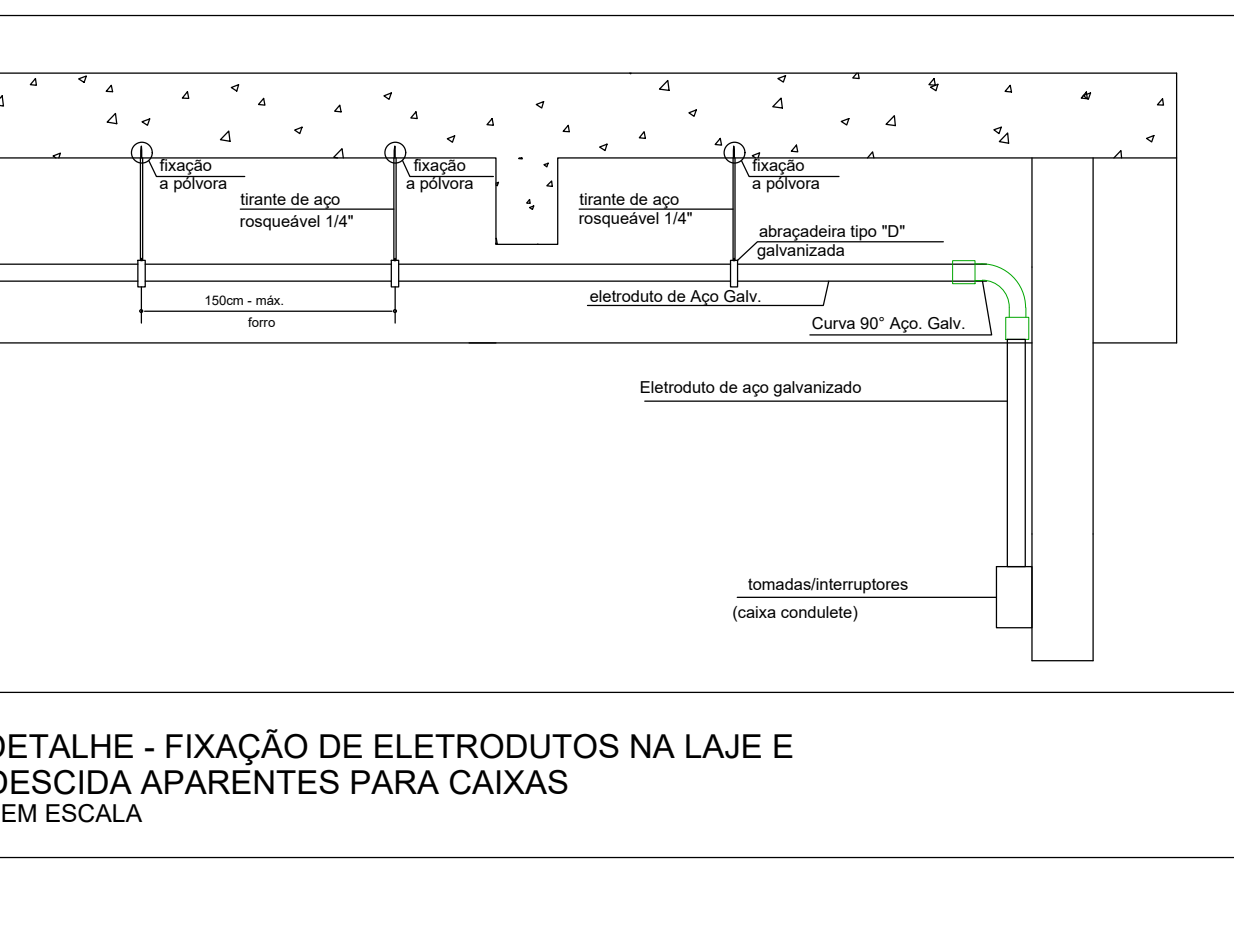 fixação
a pólvora
fixação
a pólvora
fixação
a pólvora
tirante de aço
rosqueável 1/4"
tirante de aço
rosqueável 1/4"
abraçadeira tipo "D"
galvanizada
150cm - máx.
forro
eletroduto de Aço Galv.
Curva 90° Aço. Galv.
Eletroduto de aço galvanizado
tomadas/interruptores
(caixa condulete)
DETALHE - FIXAÇÃO DE ELETRODUTOS NA LAJE E
DESCIDA APARENTES PARA CAIXAS
EM ESCALA